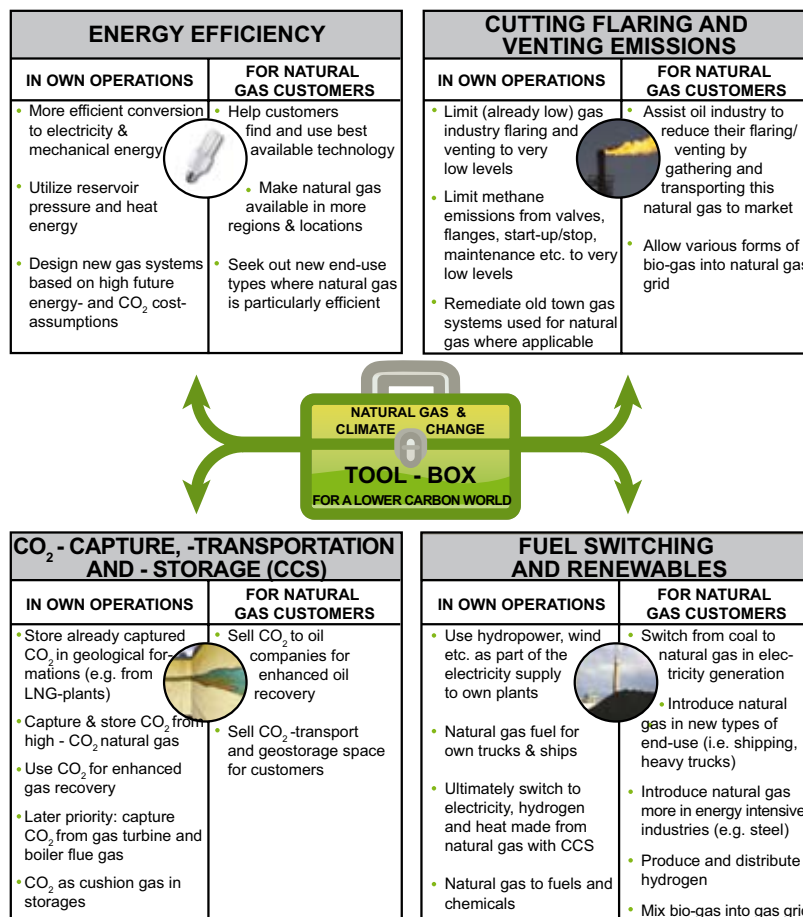 ENERGY EFFICIENCY
IN OWN OPERATIONS
• More efficient conversion
to electricity &
mechanical energy
• Utilize reservoir
pressure and heat
energy
• Design new gas systems
based on high future
energy- and CO₂ cost-
assumptions
FOR NATURAL
GAS CUSTOMERS
• Help customers
find and use best
available technology
• Make natural gas
available in more
regions & locations
• Seek out new end-use
types where natural gas
is particularly efficient
CUTTING FLARING AND
VENTING EMISSIONS
IN OWN OPERATIONS
• Limit (already low) gas
industry flaring and
venting to very
low levels
• Limit methane
emissions from valves,
flanges, start-up/stop,
maintenance etc. to very
low levels
• Remediate old town gas
systems used for natural
gas where applicable
FOR NATURAL
GAS CUSTOMERS
• Assist oil industry to
reduce their flaring/
venting by
gathering and
transporting this
natural gas to market
• Allow various forms of
bio-gas into natural gas
grid
NATURAL GAS &
CLIMATE CHANGE
TOOL - BOX
FOR A LOWER CARBON WORLD
CO₂ - CAPTURE, -TRANSPORTATION
AND - STORAGE (CCS)
IN OWN OPERATIONS
• Store already captured
CO₂ in geological for-
mations (e.g. from
LNG-plants)
• Capture & store CO₂ from
high - CO₂ natural gas
• Use CO₂ for enhanced
gas recovery
• Later priority: capture
CO₂ from gas turbine and
boiler flue gas
• CO₂ as cushion gas in
storages
FOR NATURAL
GAS CUSTOMERS
• Sell CO₂ to oil
companies for
enhanced oil
recovery
• Sell CO₂ -transport
and geostorage space
for customers
FUEL SWITCHING
AND RENEWABLES
IN OWN OPERATIONS
• Use hydropower, wind
etc. as part of the
electricity supply
to own plants
• Natural gas fuel for
own trucks & ships
• Ultimately switch to
electricity, hydrogen
and heat made from
natural gas with CCS
• Natural gas to fuels and
chemicals
FOR NATURAL
GAS CUSTOMERS
• Switch from coal to
natural gas in elec-
tricity generation
• Introduce natural
gas in new types of
end-use (i.e. shipping,
heavy trucks)
• Introduce natural gas
more in energy intensive
industries (e.g. steel)
• Produce and distribute
hydrogen
• Mix bio-gas into gas grid